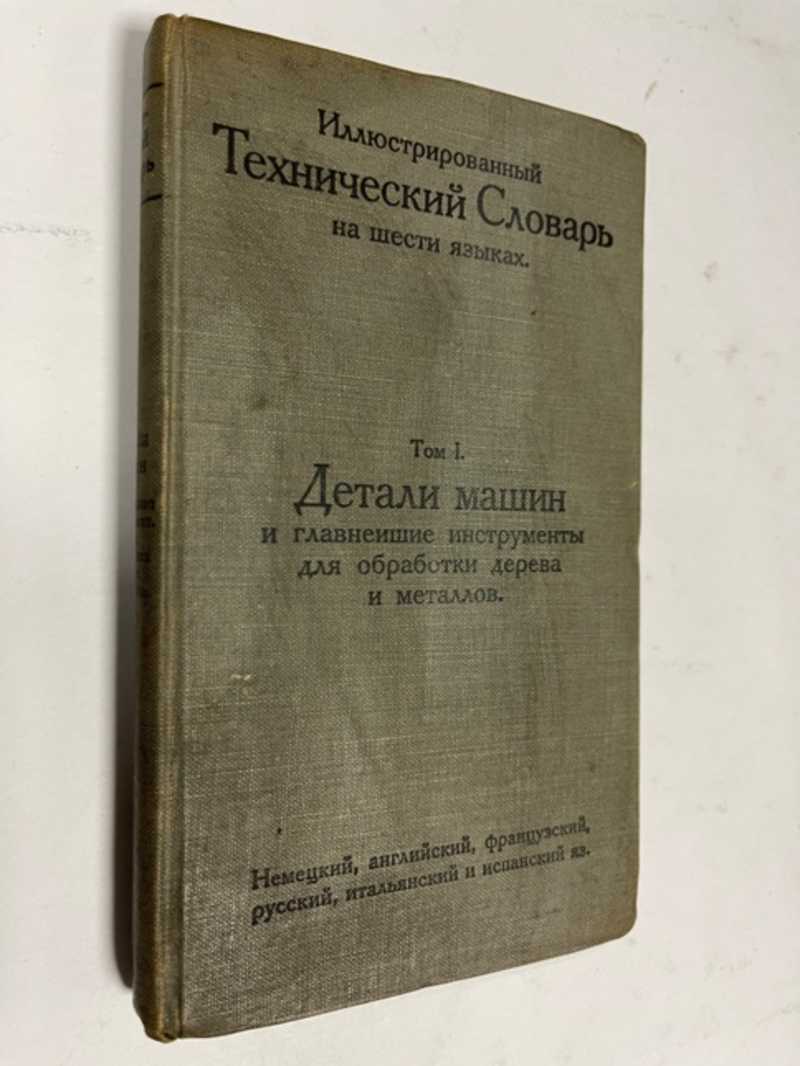 Иллюстрированный
Технический Словарь
на шести языках.
Том I.
Детали машин
и главнеишие инструменты
для обработки дерева
и металлов.
Немецкий, английский, французский,
русский, итальянский и испанский яз.